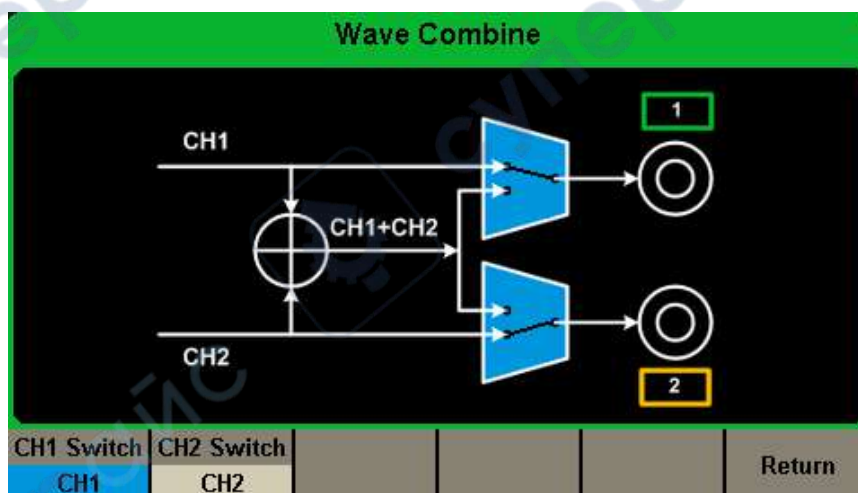 Wave Combine
1
CH1
CH1+CH2
CH2
2
CH1 Switch CH2 Switch
CH1 CH2 Return